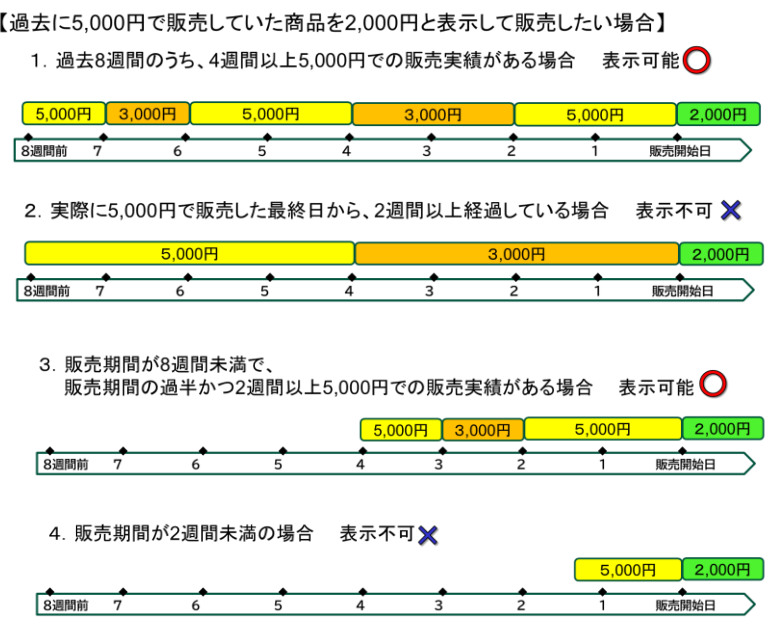 【過去に5,000円で販売していた商品を2,000円と表示して販売したい場合】
1．過去8週間のうち、4週間以上5,000円での販売実績がある場合　表示可能
5,000円 3,000円 5,000円 3,000円 5,000円 2,000円
8週間前 7 6 5 4 3 2 1 販売開始日
2．実際に5,000円で販売した最終日から、2週間以上経過している場合　表示不可
5,000円 3,000円 2,000円
8週間前 7 6 5 4 3 2 1 販売開始日
3．販売期間が8週間未満で、
販売期間の過半かつ2週間以上5,000円での販売実績がある場合　表示可能
5,000円 3,000円 5,000円 2,000円
8週間前 7 6 5 4 3 2 1 販売開始日
4．販売期間が2週間未満の場合　表示不可
5,000円 2,000円
8週間前 7 6 5 4 3 2 1 販売開始日